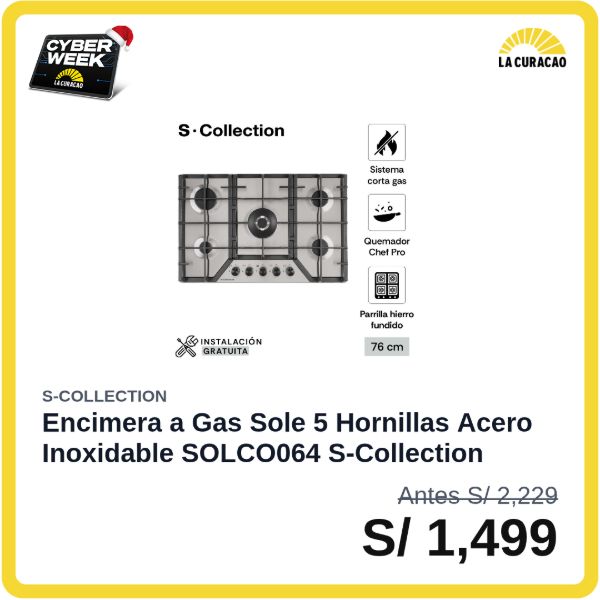 CYBER
WEEK
LA CURACAO
LA CURACAO
S·Collection
Sistema
corta gas
Quemador
Chef Pro
Parrilla hierro
fundido
76 cm
INSTALACIÓN
GRATUITA
S-COLLECTION
Encimera a Gas Sole 5 Hornillas Acero
Inoxidable SOLCO064 S-Collection
Antes S/ 2,229
S/ 1,499